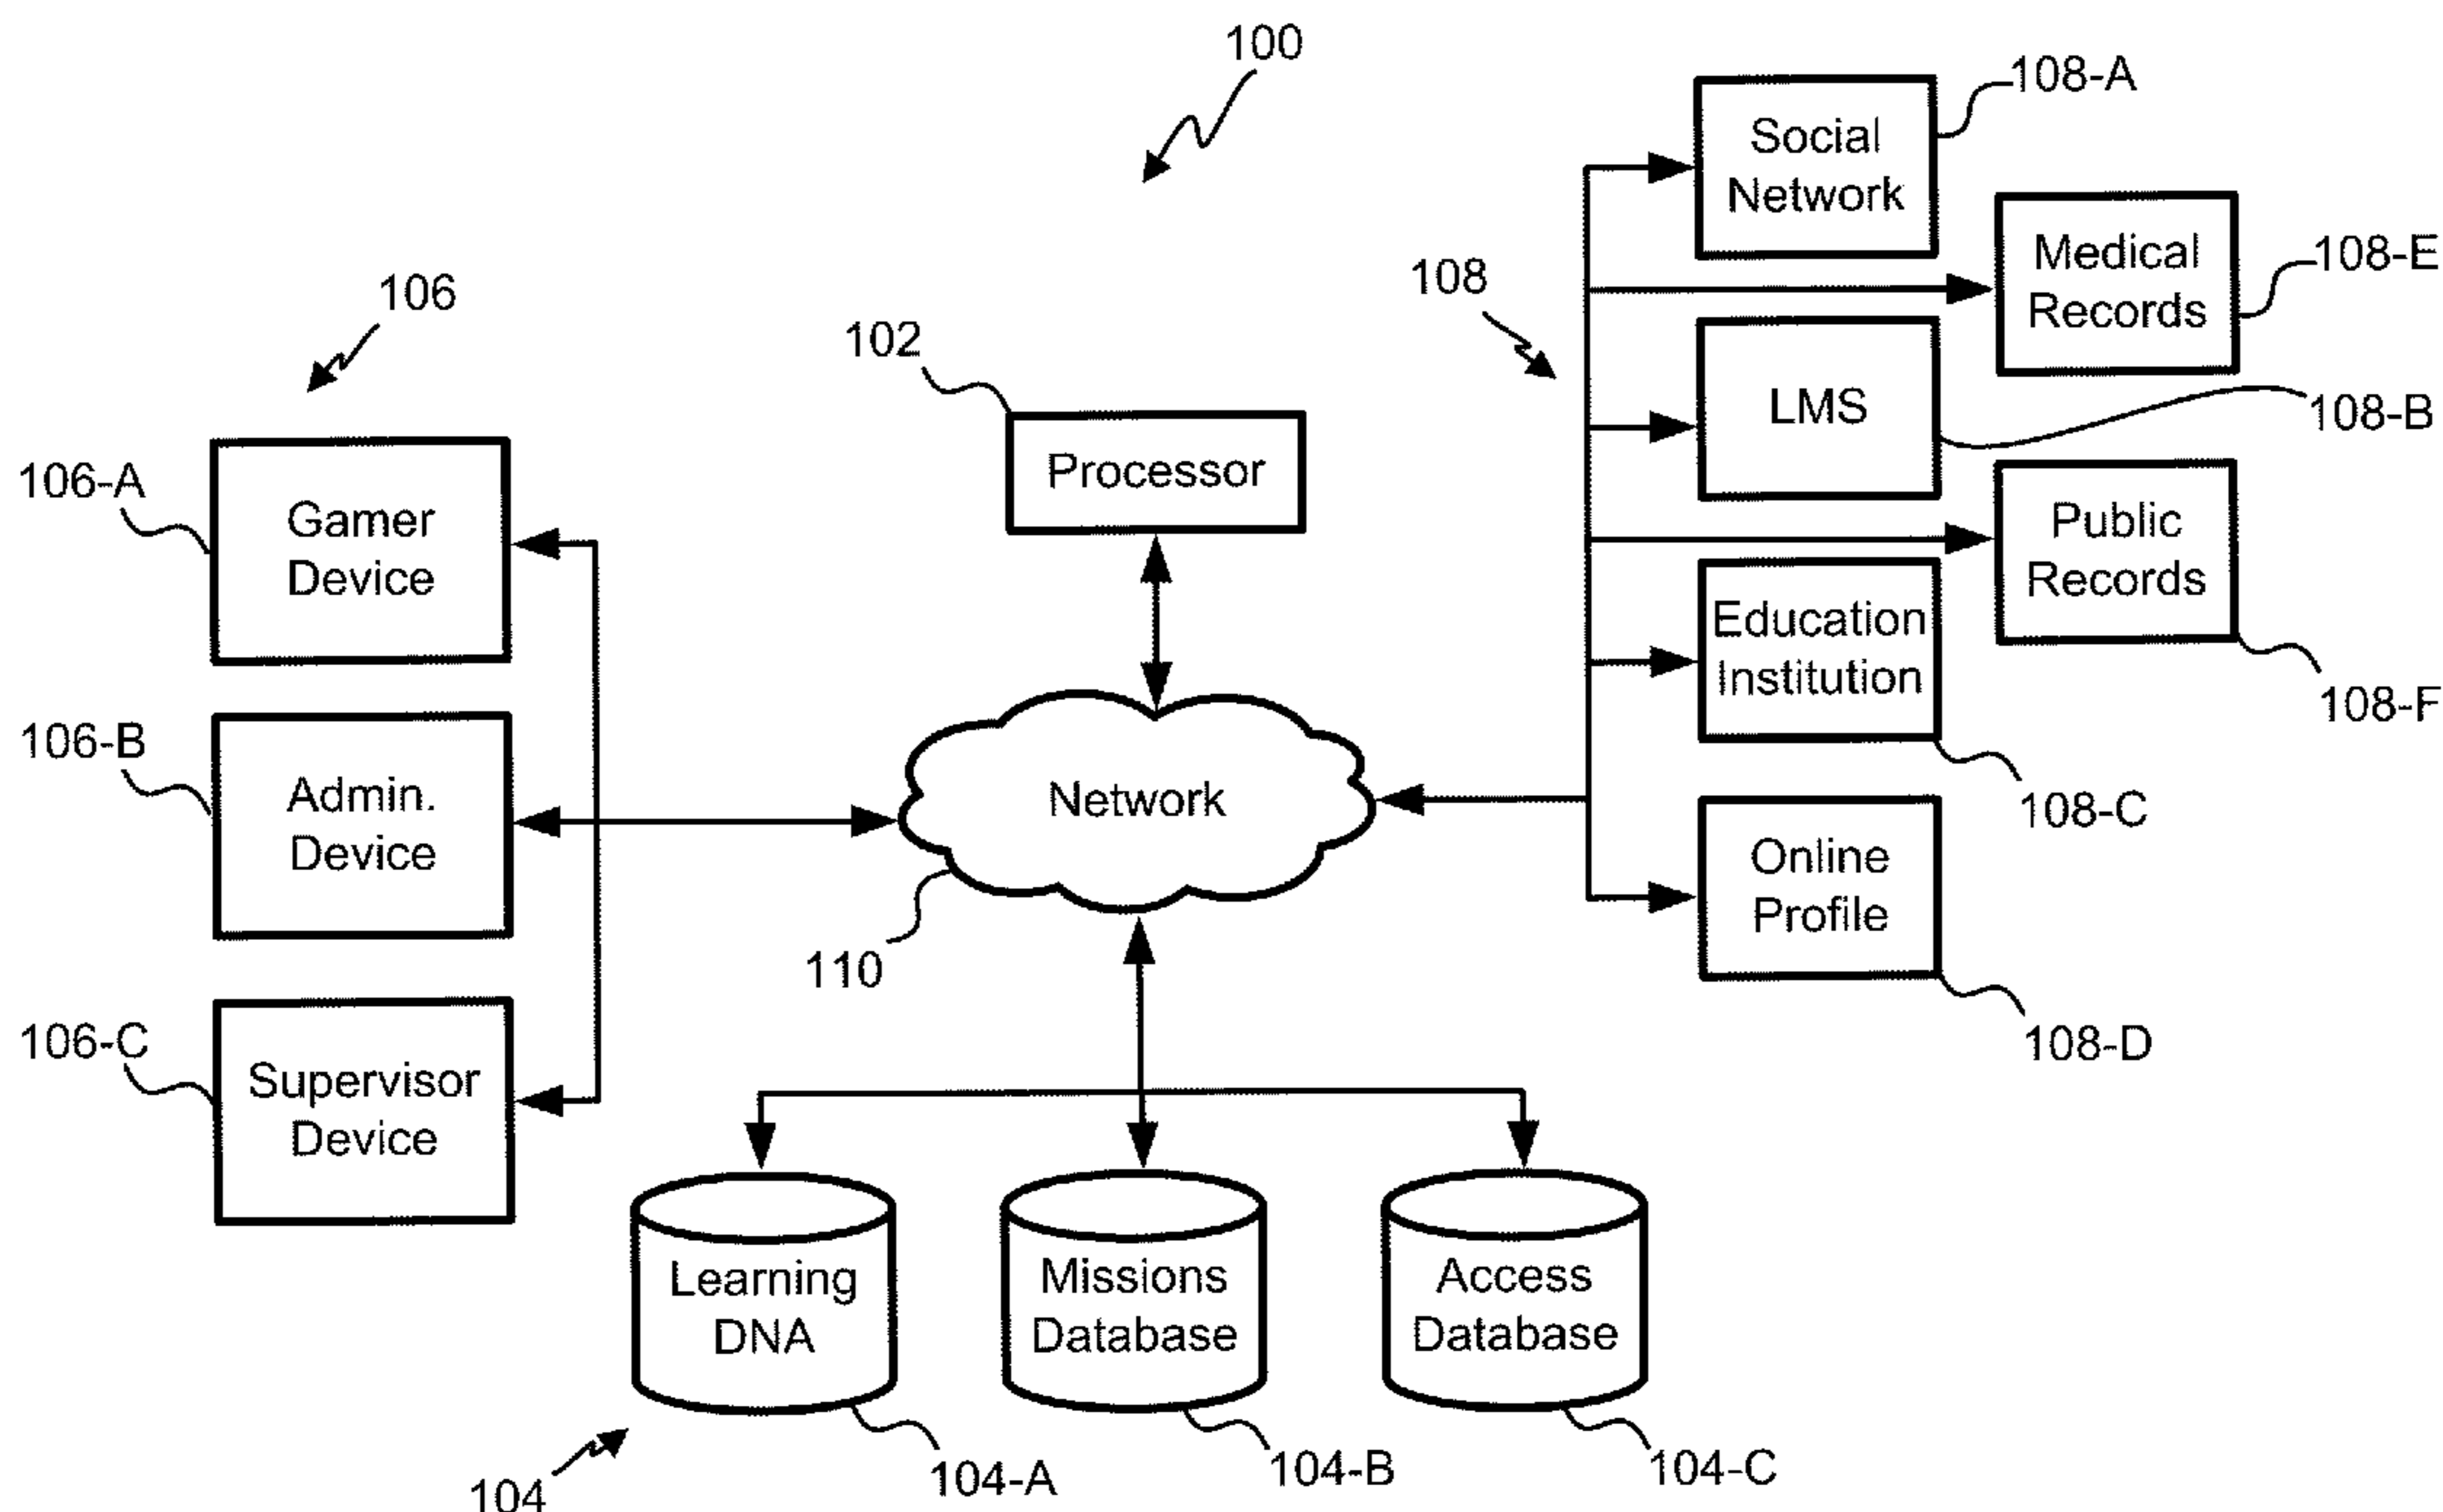 100
108-A
Social
Network
Medical
Records
108-E
108
106
102
LMS
108-B
Processor
106-A
Gamer
Device
Public
Records
Education
Institution
108-F
106-B
Admin.
Device
Network
108-C
Online
Profile
110
106-C
Supervisor
Device
108-D
Learning
DNA
Missions
Database
Access
Database
104
104-A
104-B
104-C